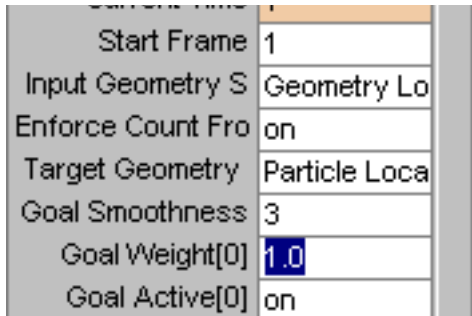 Start Frame 1
Input Geometry S Geometry Lo
Enforce Count Fro on
Target Geometry Particle Loca
Goal Smoothness 3
Goal Weight[0] 1.0
Goal Active[0] on